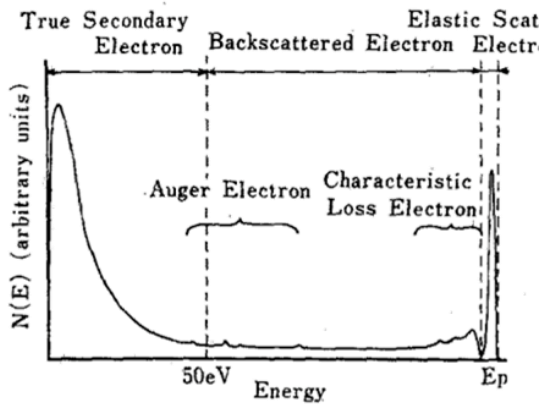 True Secondary
Electron
Backscattered Electron
Elastic Scat
Electro
N(E) (arbitrary units)
Auger Electron
Characteristic
Loss Electron
50eV
Energy
Ep